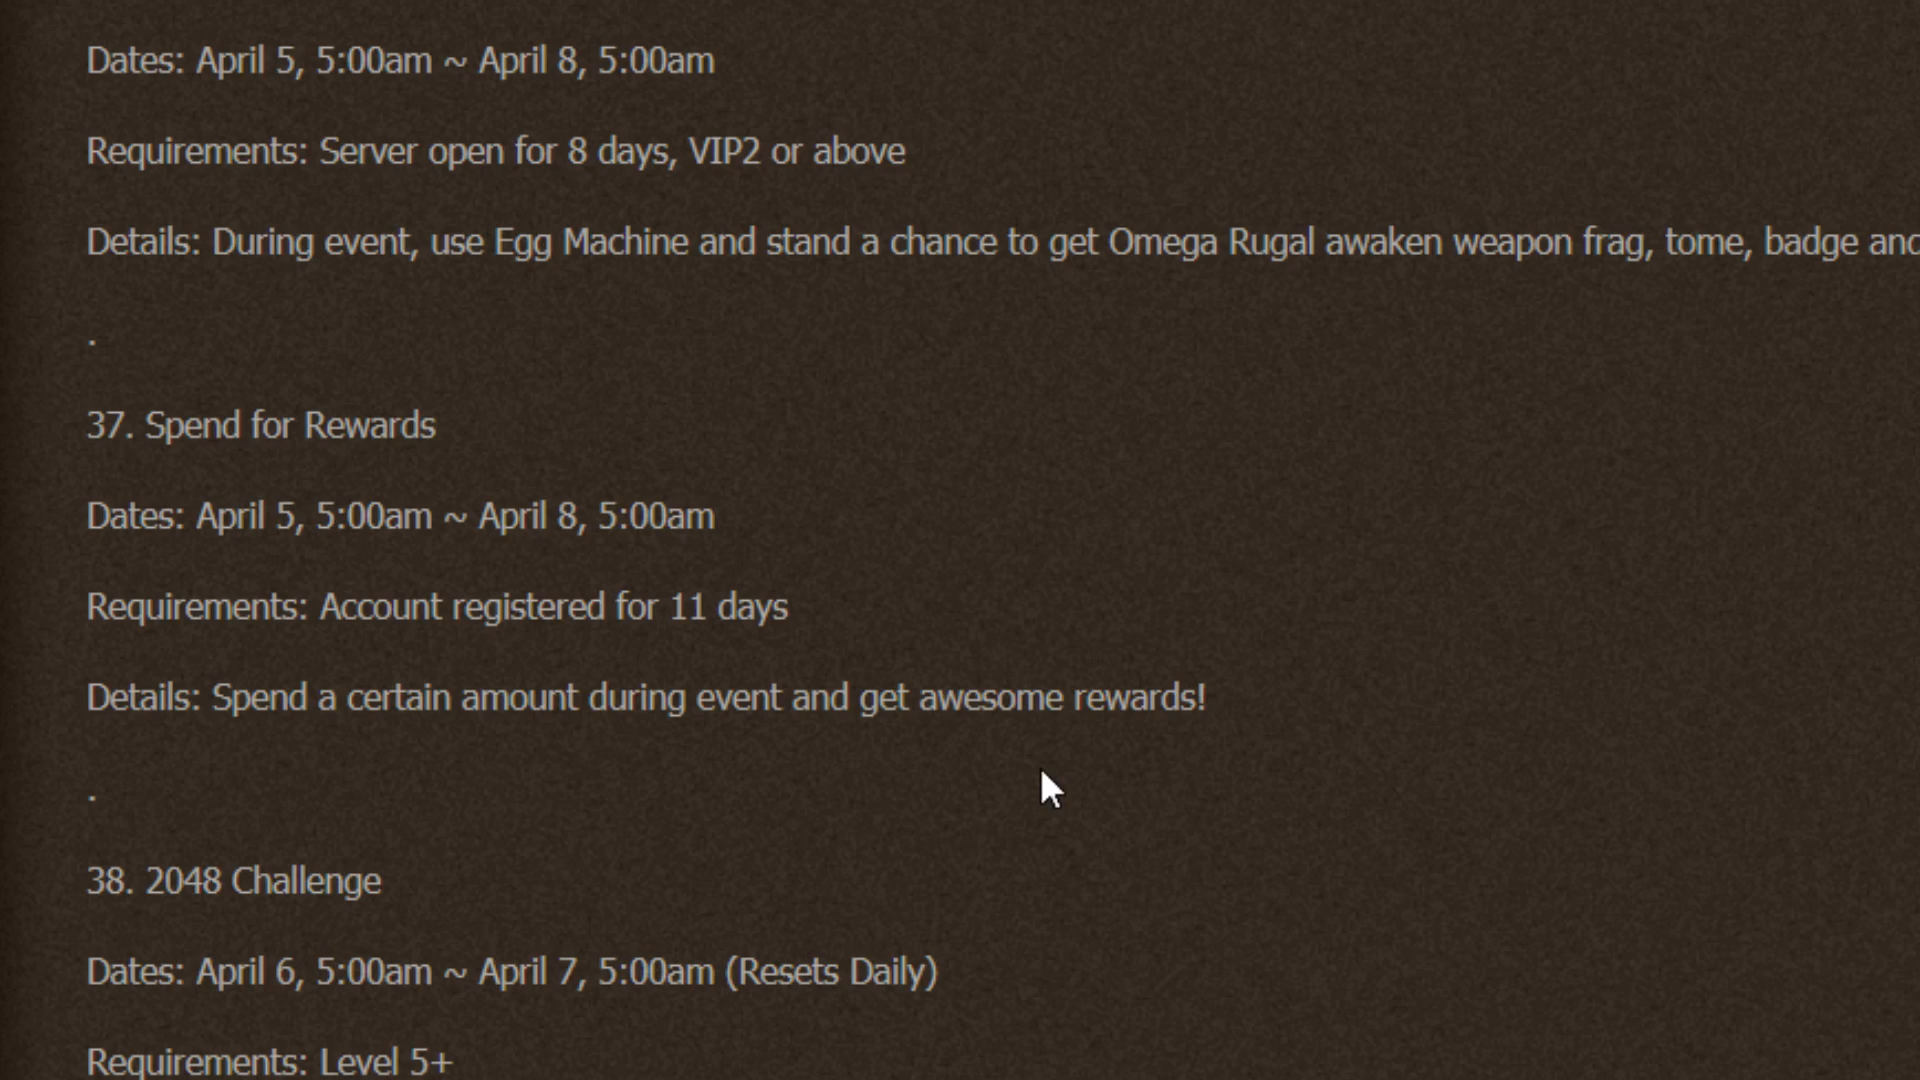 Dates: April 5, 5:00am ~ April 8, 5:00am
Requirements: Server open for 8 days, VIP2 or above
Details: During event, use Egg Machine and stand a chance to get Omega Rugal awaken weapon frag, tome, badge and
.
37. Spend for Rewards
Dates: April 5, 5:00am ~ April 8, 5:00am
Requirements: Account registered for 11 days
Details: Spend a certain amount during event and get awesome rewards!
.
38. 2048 Challenge
Dates: April 6, 5:00am ~ April 7, 5:00am (Resets Daily)
Requirements: Level 5+